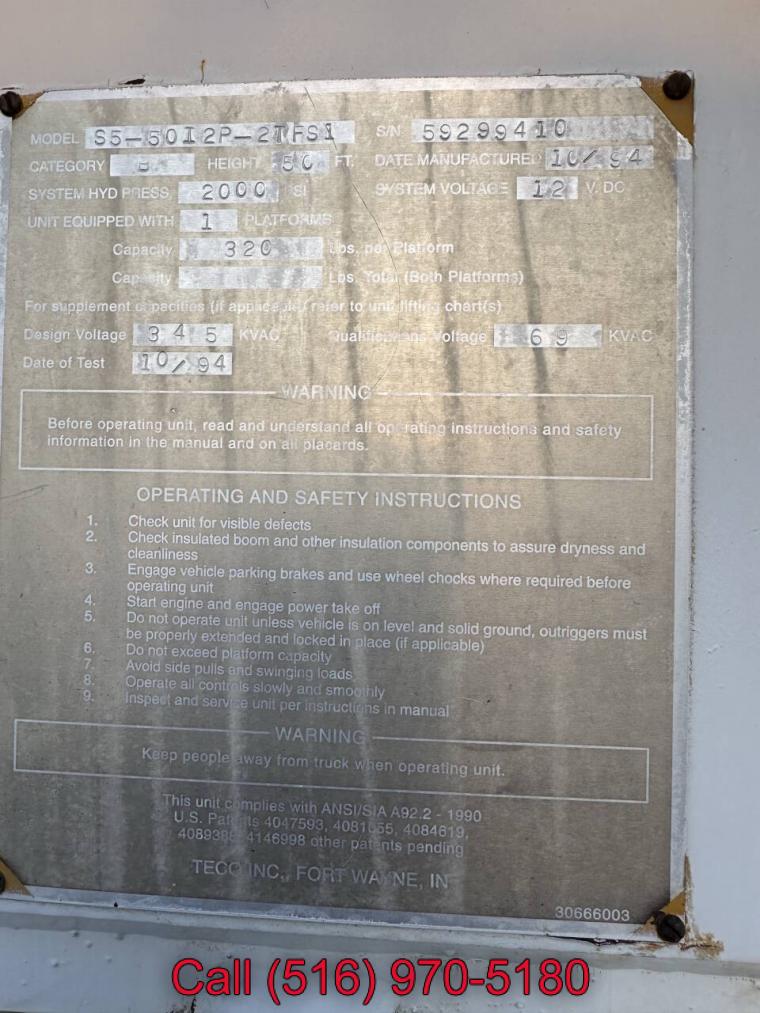 MODEL S5-50I2P-2TFS1 S/N 59299410
CATEGORY HEIGHT 50 FT. DATE MANUFACTURED 10/94
SYSTEM HYD PRESS. 2000 PSI SYSTEM VOLTAGE 12 V. DC
UNIT EQUIPPED WITH 1 PLATFORMS
Capacity 320 Lbs. per Platform
Capacity Lbs. Total (Both Platforms)
For supplement capacities (if applicable) refer to unit lifting chart(s)
Design Voltage 345 KVAC Qualifications Voltage 69 KVAC
Date of Test 10/94
WARNING
Before operating unit, read and understand all operating instructions and safety
information in the manual and on all placards.
OPERATING AND SAFETY INSTRUCTIONS
1. Check unit for visible defects
2. Check insulated boom and other insulation components to assure dryness and
cleanliness
3. Engage vehicle parking brakes and use wheel chocks where required before
operating unit
4. Start engine and engage power take off
5. Do not operate unit unless vehicle is on level and solid ground, outriggers must
be properly extended and locked in place (if applicable)
6. Do not exceed platform capacity
7. Avoid side pulls and swinging loads
8. Operate all controls slowly and smoothly
9. Inspect and service unit per instructions in manual
WARNING
Keep people away from truck when operating unit.
This unit complies with ANSI/SIA A92.2 - 1990
U.S. Patents 4047593, 4081055, 4084619,
4146998 other patents pending
TECO INC., FORT WAYNE, IN
30666003
Call (516) 970-5180